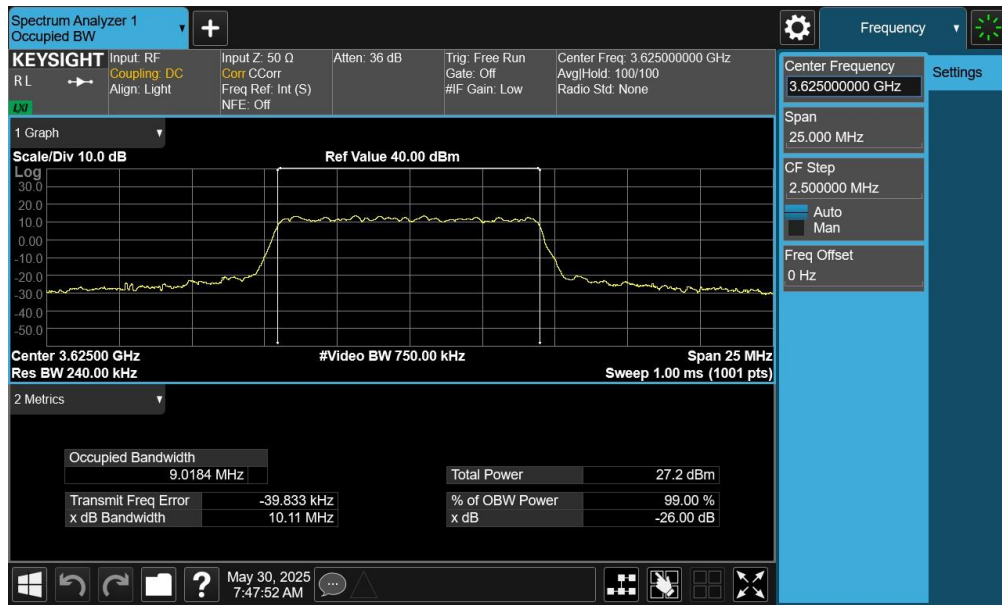 Spectrum Analyzer 1
Occupied BW
+
Frequency
KEYSIGHT
R L
LXI
Input: RF
Coupling: DC
Align: Light
Input Z: 50 Ω
Corr CCorr
Freq Ref: Int (S)
NFE: Off
Atten: 36 dB
Trig: Free Run
Gate: Off
#IF Gain: Low
Center Freq: 3.625000000 GHz
Avg|Hold: 100/100
Radio Std: None
Center Frequency
3.625000000 GHz
Settings
Span
25.000 MHz
CF Step
2.500000 MHz
Auto
Man
Freq Offset
0 Hz
1 Graph
Scale/Div 10.0 dB
Ref Value 40.00 dBm
Log
30.0
20.0
10.0
0.00
-10.0
-20.0
-30.0
-40.0
-50.0
Center 3.62500 GHz
#Video BW 750.00 kHz
Span 25 MHz
Res BW 240.00 kHz
Sweep 1.00 ms (1001 pts)
2 Metrics
Occupied Bandwidth
9.0184 MHz
Total Power 27.2 dBm
Transmit Freq Error -39.833 kHz
% of OBW Power 99.00 %
x dB Bandwidth 10.11 MHz
x dB -26.00 dB
?
May 30, 2025
7:47:52 AM